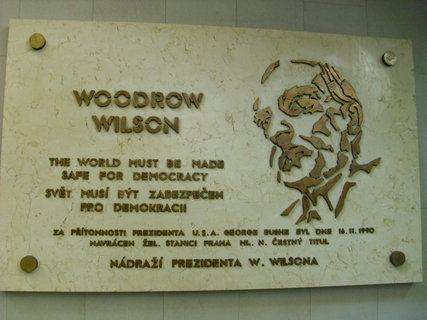 WOODROW
WILSON
THE WORLD MUST BE MADE
SAFE FOR DEMOCRACY
SVĚT MUSÍ BÝT ZABEZPEČEN
PRO DEMOKRACII
ZA PŘÍTOMNOSTI PREZIDENTA U.S.A. GEORGE BUSHE BYL DNE 16.11.1990
NAVRÁCEN ŽEL. STANICI PRAHA HL. N. ČESTNÝ TITUL
NÁDRAŽÍ PREZIDENTA W. WILSONA